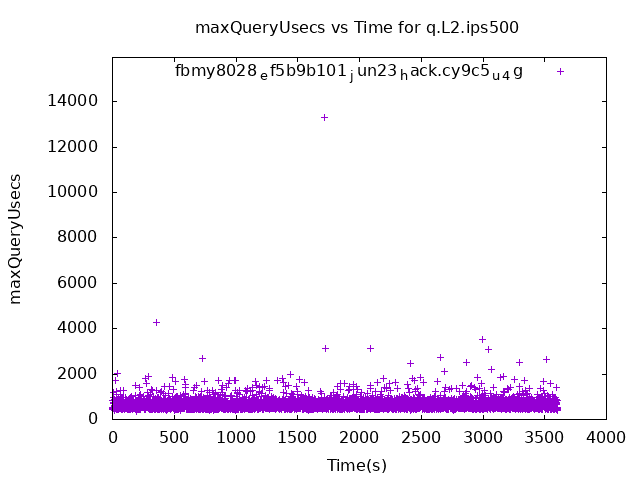 maxQueryUsecs vs Time for q.L2.ips500
fbmy8028ₑf5b9b101ⱼun23ₕack.cy9c5ᵤ₄g
14000
12000
10000
8000
6000
4000
2000
0
maxQueryUsecs
0 500 1000 1500 2000 2500 3000 3500 4000
Time(s)